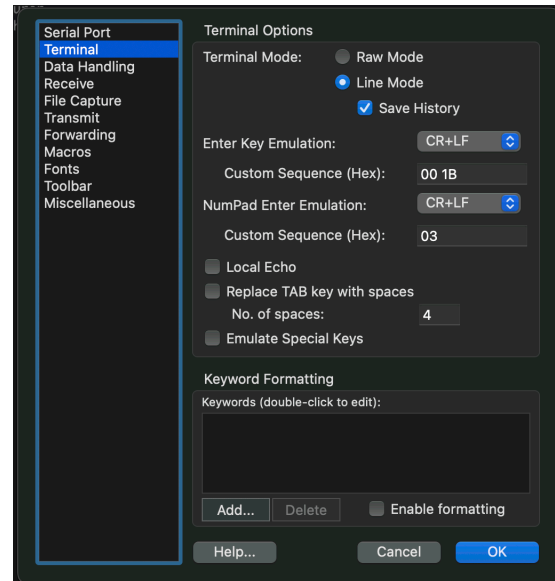 Serial Port
Terminal
Data Handling
Receive
File Capture
Transmit
Forwarding
Macros
Fonts
Toolbar
Miscellaneous
Terminal Options
Terminal Mode:
Raw Mode
Line Mode
Save History
Enter Key Emulation:
CR+LF
Custom Sequence (Hex):
00 1B
NumPad Enter Emulation:
CR+LF
Custom Sequence (Hex):
03
Local Echo
Replace TAB key with spaces
No. of spaces:
4
Emulate Special Keys
Keyword Formatting
Keywords (double-click to edit):
Add...
Delete
Enable formatting
Help...
Cancel
OK